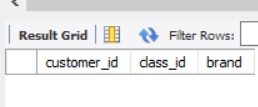 Result Grid Filter Rows:
customer_id class_id brand